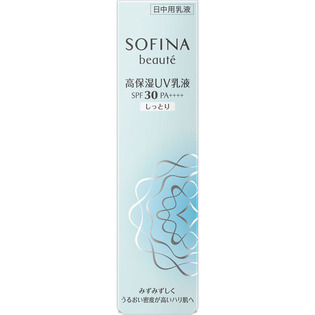 日中用乳液
SOFINA
beauté
高保湿UV乳液
SPF30 PA++++
しっとり
みずみずしく
うるおい密度が高いハリ肌へ